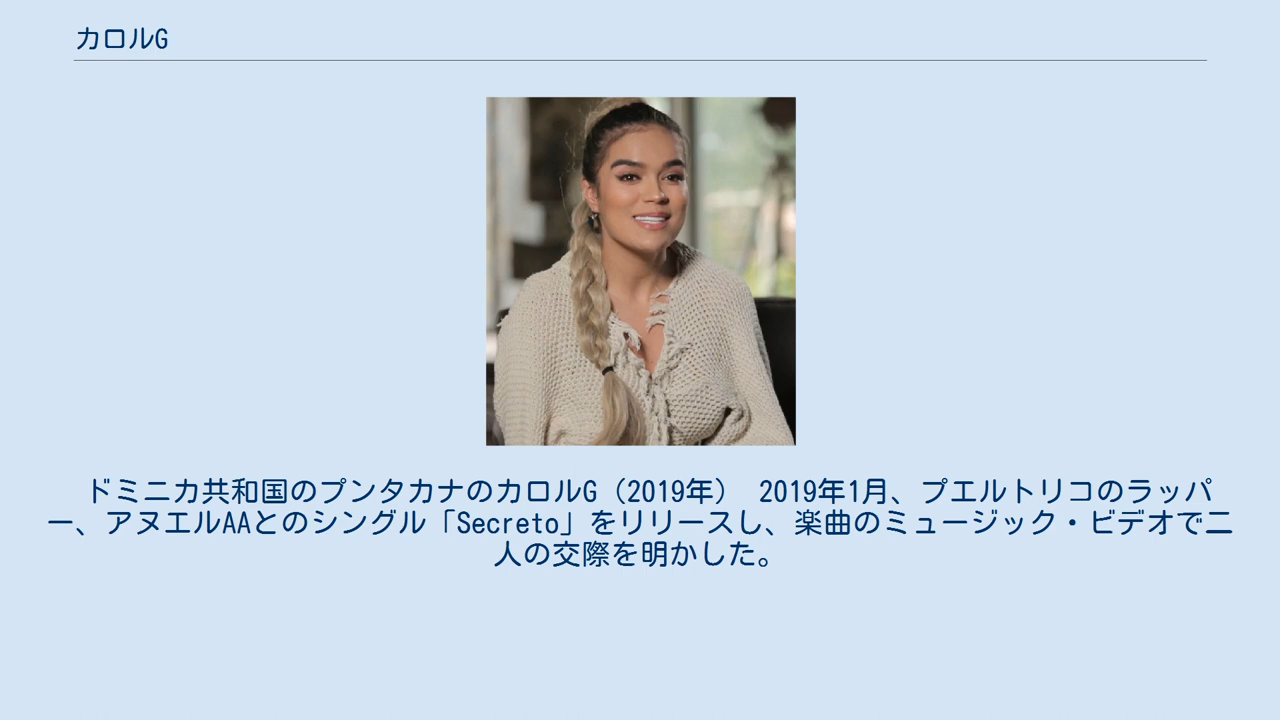 カロルG
ドミニカ共和国のプンタカナのカロルG（2019年） 2019年1月、プエルトリコのラッパ
ー、アヌエルAAとのシングル「Secreto」をリリースし、楽曲のミュージック・ビデオで二
人の交際を明かした。